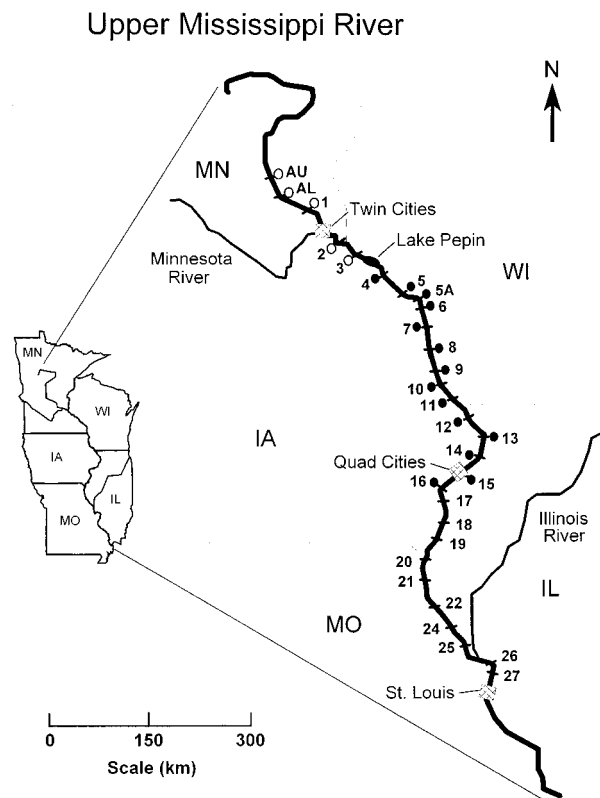 Upper Mississippi River
N
MN
AU
AL
1
Twin Cities
2
Lake Pepin
3
Minnesota
River
WI
4
5
5A
6
7
8
MN
9
10
WI
11
12
13
IA
14
Quad Cities
IA
15
16
IL
17
MO
18
Illinois
River
19
20
21
IL
22
MO
24
25
26
27
St. Louis
0 150 300
Scale (km)